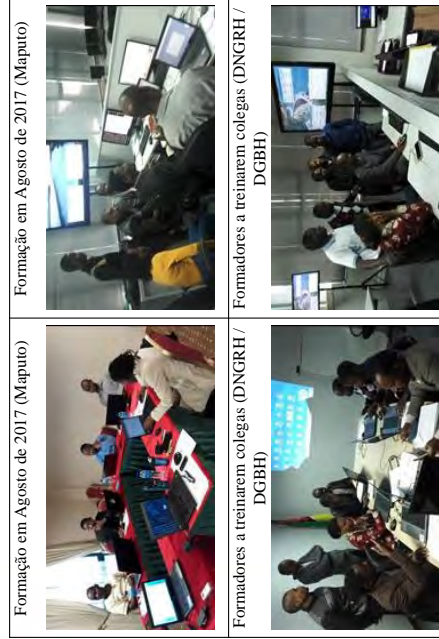 Formação em Agosto de 2017 (Maputo)
Formação em Agosto de 2017 (Maputo)
Formadores a treinarem colegas (DNGRH /
DGBH)
Formadores a treinarem colegas (DNGRH /
DGBH)